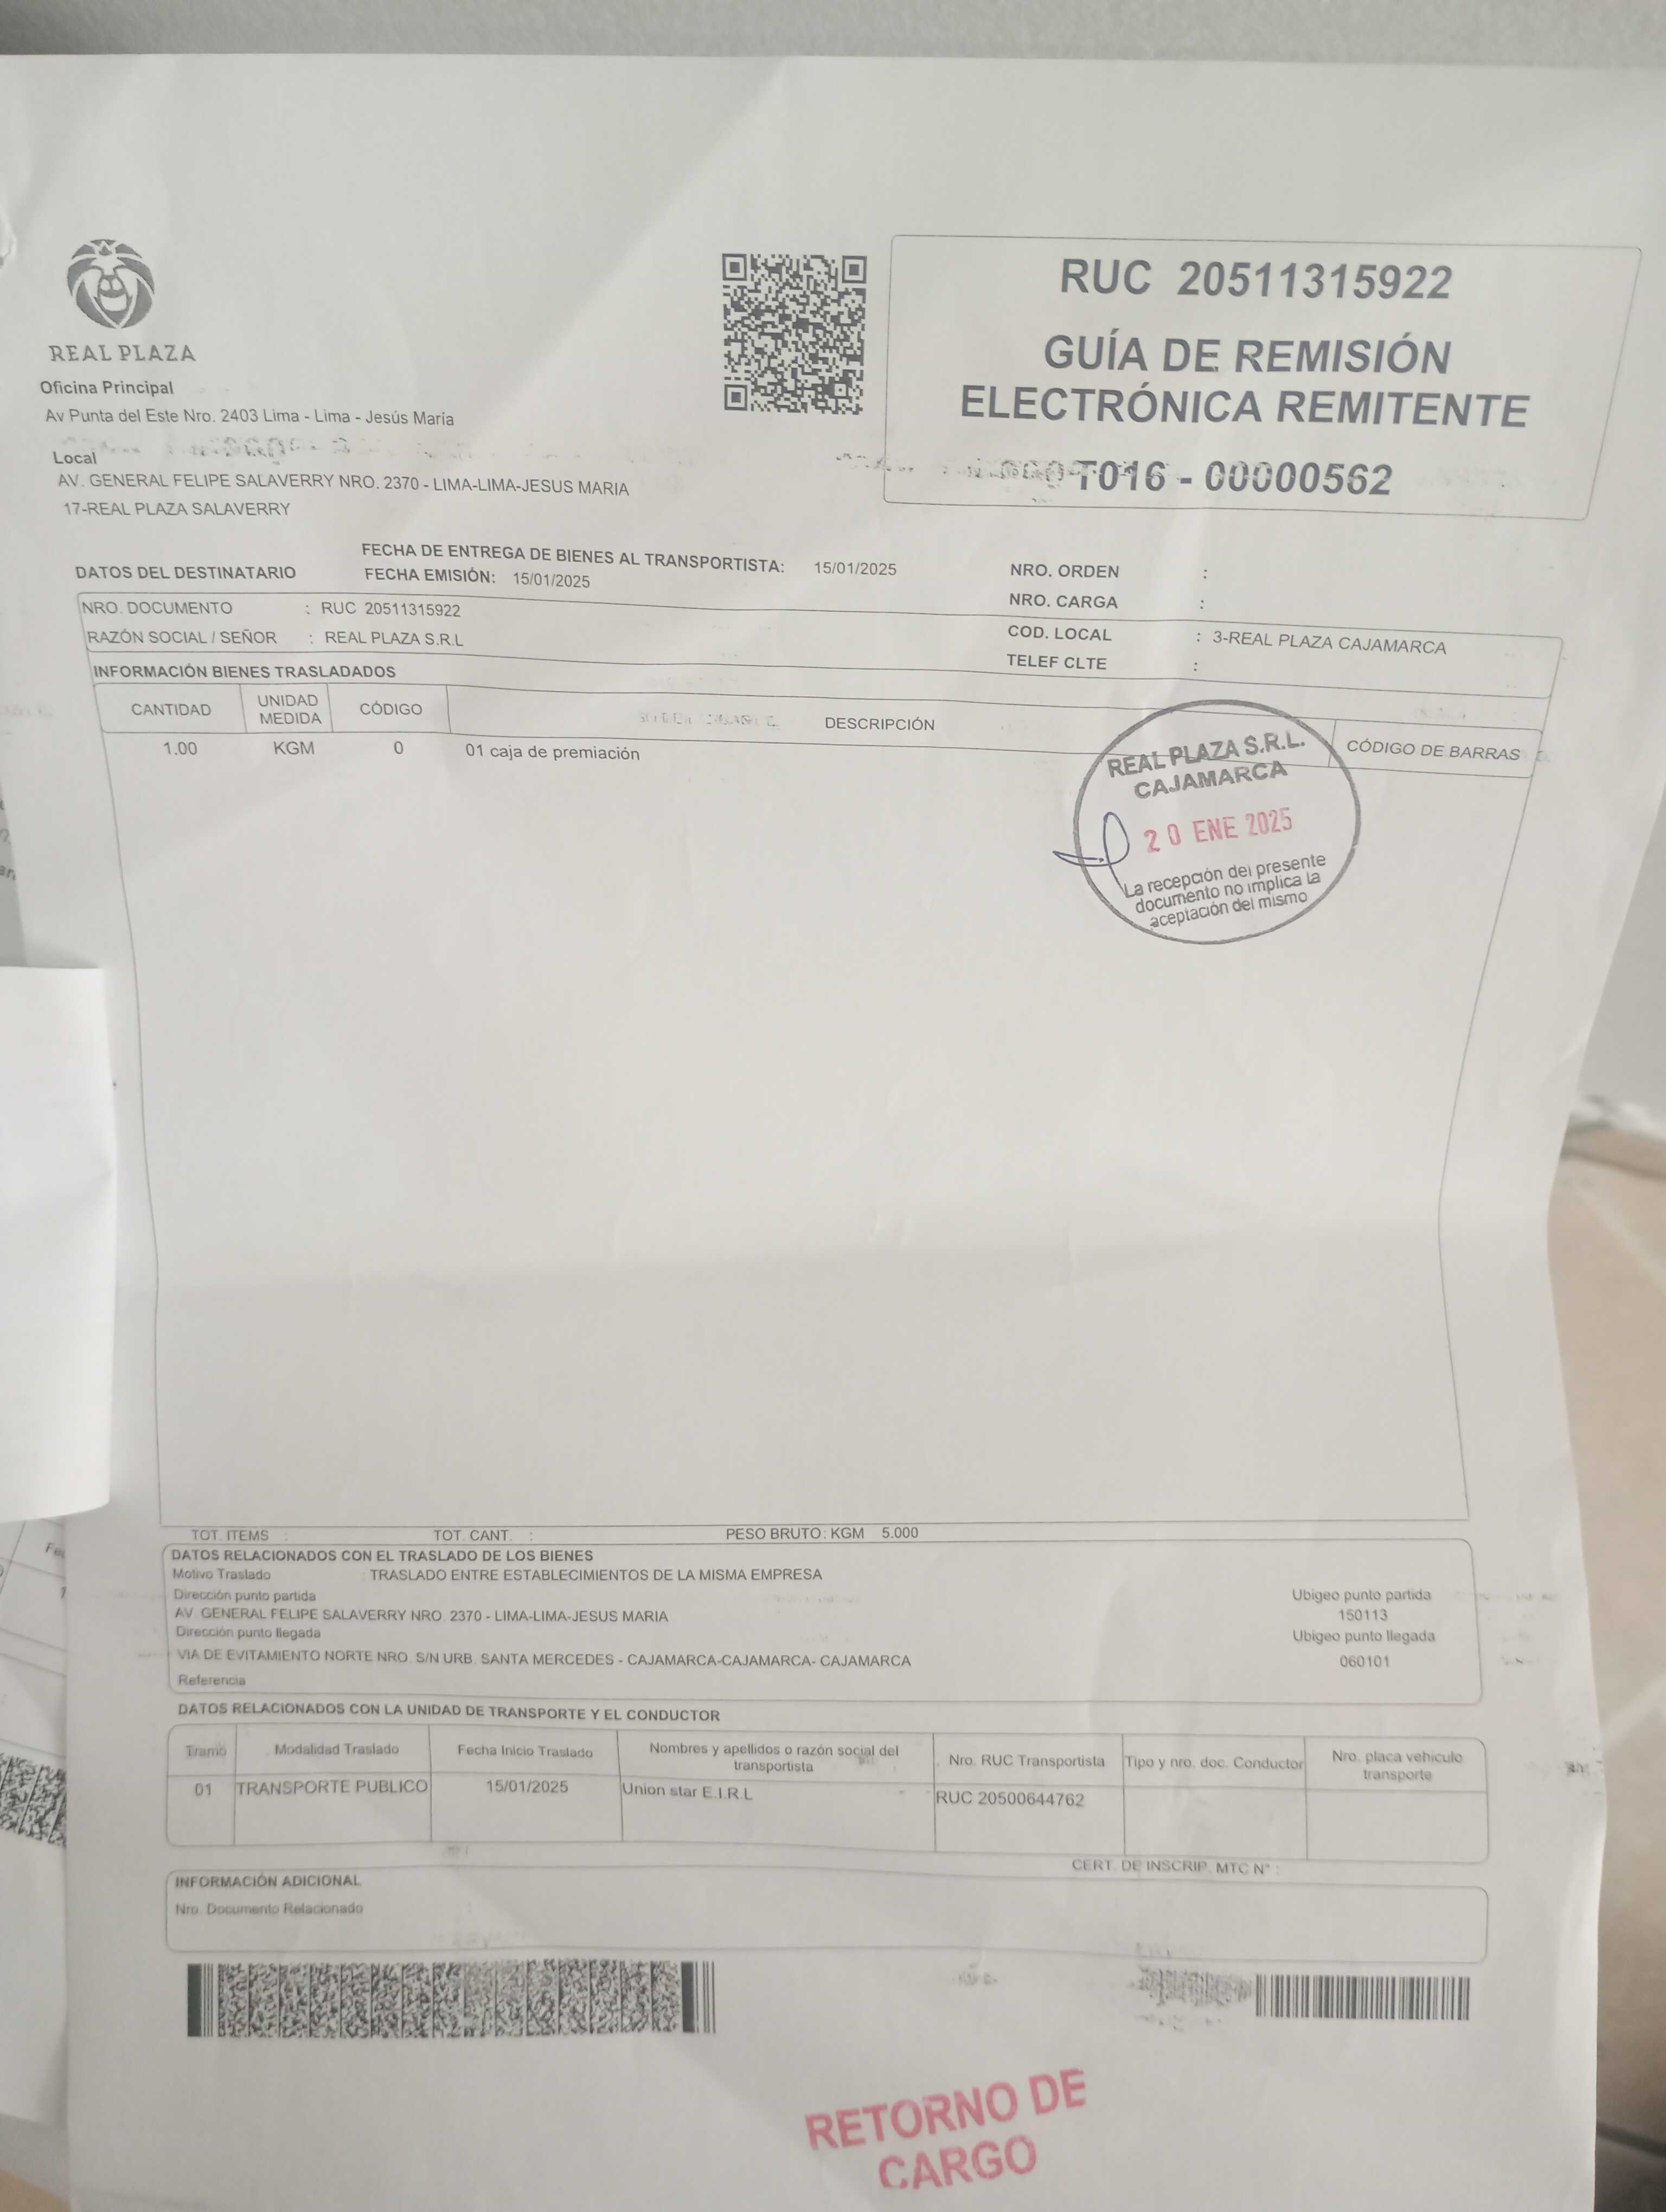 REAL PLAZA
Oficina Principal
Av Punta del Este Nro. 2403 Lima - Lima - Jesús María
Local
AV. GENERAL FELIPE SALAVERRY NRO. 2370 - LIMA-LIMA-JESUS MARIA
17-REAL PLAZA SALAVERRY
RUC 20511315922
GUÍA DE REMISIÓN
ELECTRÓNICA REMITENTE
T016 - 00000562
FECHA DE ENTREGA DE BIENES AL TRANSPORTISTA: 15/01/2025
DATOS DEL DESTINATARIO FECHA EMISIÓN: 15/01/2025
NRO. ORDEN :
NRO. CARGA :
NRO. DOCUMENTO : RUC 20511315922
RAZÓN SOCIAL / SEÑOR : REAL PLAZA S.R.L
COD. LOCAL : 3-REAL PLAZA CAJAMARCA
TELEF CLTE :
INFORMACIÓN BIENES TRASLADADOS
CANTIDAD UNIDAD MEDIDA CÓDIGO DESCRIPCIÓN CÓDIGO DE BARRAS
1.00 KGM 0 01 caja de premiación
REAL PLAZA S.R.L.
CAJAMARCA
20 ENE 2025
La recepción del presente
documento no implica la
aceptación del mismo
TOT. ITEMS : TOT. CANT. : PESO BRUTO: KGM 5.000
DATOS RELACIONADOS CON EL TRASLADO DE LOS BIENES
Motivo Traslado TRASLADO ENTRE ESTABLECIMIENTOS DE LA MISMA EMPRESA
Dirección punto partida Ubigeo punto partida
AV. GENERAL FELIPE SALAVERRY NRO. 2370 - LIMA-LIMA-JESUS MARIA 150113
Dirección punto llegada Ubigeo punto llegada
VIA DE EVITAMIENTO NORTE NRO. S/N URB. SANTA MERCEDES - CAJAMARCA-CAJAMARCA- CAJAMARCA 060101
Referencia
DATOS RELACIONADOS CON LA UNIDAD DE TRANSPORTE Y EL CONDUCTOR
Tramo Modalidad Traslado Fecha Inicio Traslado Nombres y apellidos o razón social del transportista Nro. RUC Transportista Tipo y nro. doc. Conductor Nro. placa vehiculo transporte
01 TRANSPORTE PUBLICO 15/01/2025 Union star E.I.R.L RUC 20500644762
CERT. DE INSCRIP. MTC N° :
INFORMACIÓN ADICIONAL
Nro. Documento Relacionado :
RETORNO DE
CARGO